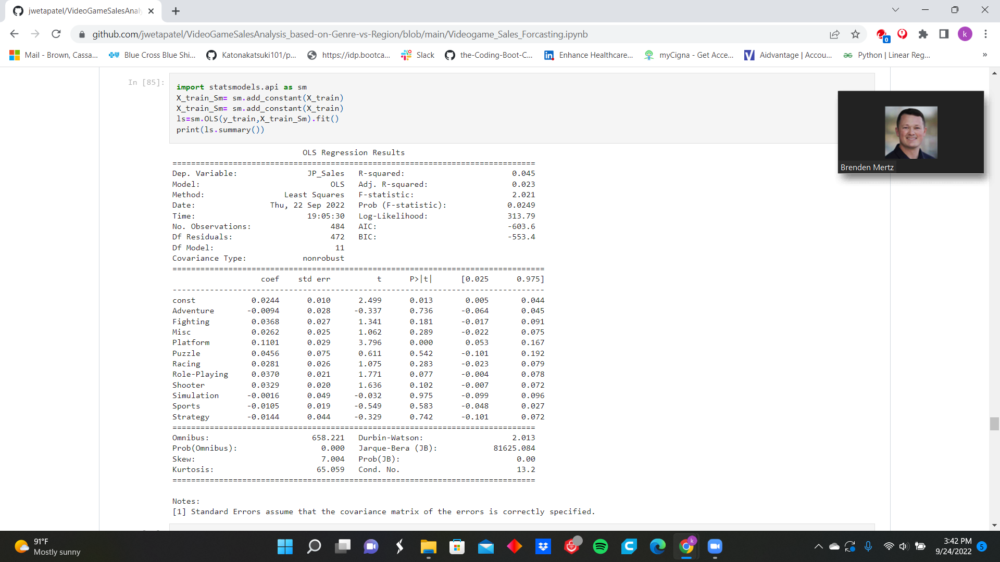 jwetapatel/VideoGameSalesAnaly
github.com/jwetapatel/VideoGameSalesAnalysis_based-on-Genre-vs-Region/blob/main/Videogame_Sales_Forcasting.ipynb
0
k
Mail - Brown, Cassa... Blue Cross Blue Shi... Katonakatsuki101/p... https://idp.bootca... Slack the-Coding-Boot-C... Enhance Healthcare... myCigna - Get Acce... Aidvantage | Accou... Python | Linear Reg... »
In [85]:
import statsmodels.api as sm
X_train_Sm= sm.add_constant(X_train)
X_train_Sm= sm.add_constant(X_train)
ls=sm.OLS(y_train,X_train_Sm).fit()
print(ls.summary())
Brenden Mertz
OLS Regression Results
==============================================================================
Dep. Variable: JP_Sales R-squared: 0.045
Model: OLS Adj. R-squared: 0.023
Method: Least Squares F-statistic: 2.021
Date: Thu, 22 Sep 2022 Prob (F-statistic): 0.0249
Time: 19:05:30 Log-Likelihood: 313.79
No. Observations: 484 AIC: -603.6
Df Residuals: 472 BIC: -553.4
Df Model: 11
Covariance Type: nonrobust
================================================================================
coef std err t P>|t| [0.025 0.975]
--------------------------------------------------------------------------------
const 0.0244 0.010 2.499 0.013 0.005 0.044
Adventure -0.0094 0.028 -0.337 0.736 -0.064 0.045
Fighting 0.0368 0.027 1.341 0.181 -0.017 0.091
Misc 0.0262 0.025 1.062 0.289 -0.022 0.075
Platform 0.1101 0.029 3.796 0.000 0.053 0.167
Puzzle 0.0456 0.075 0.611 0.542 -0.101 0.192
Racing 0.0281 0.026 1.075 0.283 -0.023 0.079
Role-Playing 0.0370 0.021 1.771 0.077 -0.004 0.078
Shooter 0.0329 0.020 1.636 0.102 -0.007 0.072
Simulation -0.0016 0.049 -0.032 0.975 -0.099 0.096
Sports -0.0105 0.019 -0.549 0.583 -0.048 0.027
Strategy -0.0144 0.044 -0.329 0.742 -0.101 0.072
==============================================================================
Omnibus: 658.221 Durbin-Watson: 2.013
Prob(Omnibus): 0.000 Jarque-Bera (JB): 81625.084
Skew: 7.004 Prob(JB): 0.00
Kurtosis: 65.059 Cond. No. 13.2
==============================================================================
Notes:
[1] Standard Errors assume that the covariance matrix of the errors is correctly specified.
91°F
Mostly sunny
k
3:42 PM
9/24/2022
5